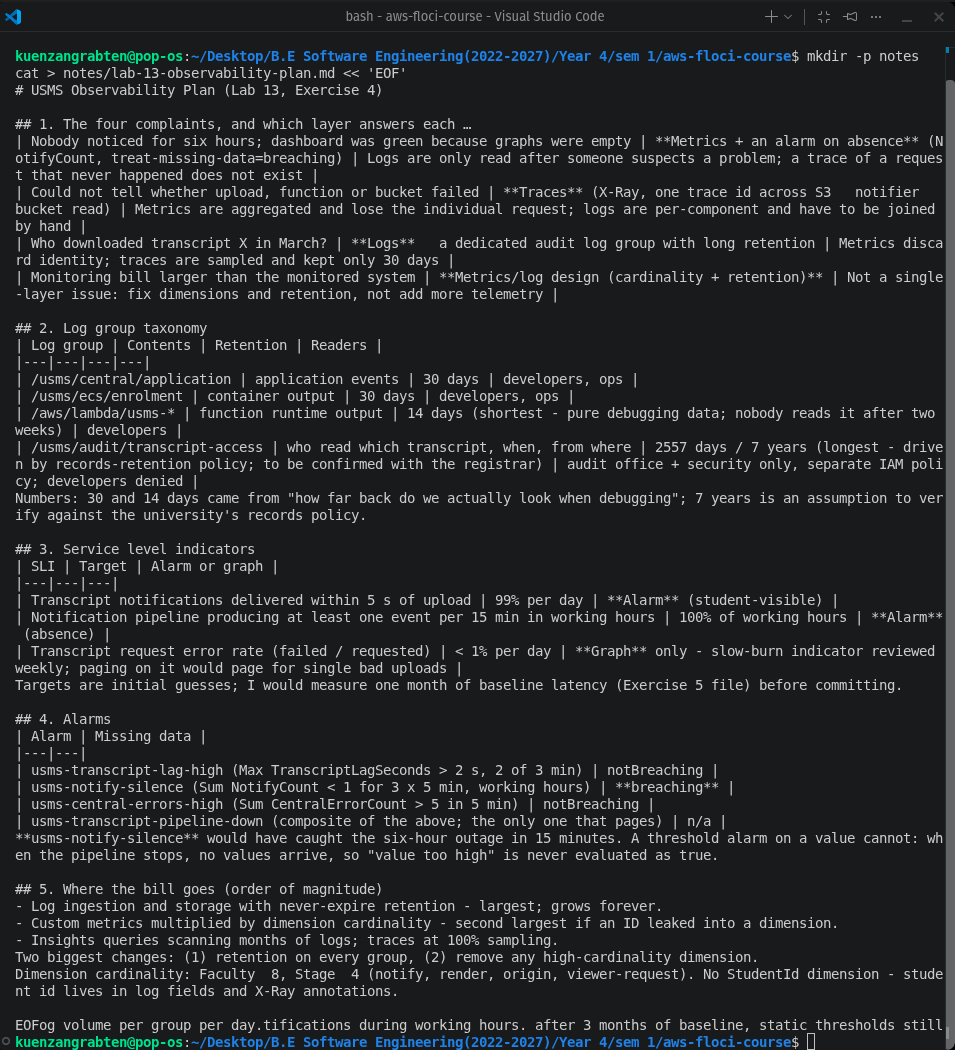 bash - aws-floci-course - Visual Studio Code
kuenzangrabten@pop-os:~/Desktop/B.E Software Engineering(2022-2027)/Year 4/sem 1/aws-floci-course$ mkdir -p notes
cat > notes/lab-13-observability-plan.md << 'EOF'
# USMS Observability Plan (Lab 13, Exercise 4)
## 1. The four complaints, and which layer answers each …
| Nobody noticed for six hours; dashboard was green because graphs were empty | **Metrics + an alarm on absence** (N
otifyCount, treat-missing-data=breaching) | Logs are only read after someone suspects a problem; a trace of a reques
t that never happened does not exist |
| Could not tell whether upload, function or bucket failed | **Traces** (X-Ray, one trace id across S3   notifier
bucket read) | Metrics are aggregated and lose the individual request; logs are per-component and have to be joined
by hand |
| Who downloaded transcript X in March? | **Logs**   a dedicated audit log group with long retention | Metrics disca
rd identity; traces are sampled and kept only 30 days |
| Monitoring bill larger than the monitored system | **Metrics/log design (cardinality + retention)** | Not a single
-layer issue: fix dimensions and retention, not add more telemetry |
## 2. Log group taxonomy
| Log group | Contents | Retention | Readers |
|---|---|---|---|
| /usms/central/application | application events | 30 days | developers, ops |
| /usms/ecs/enrolment | container output | 30 days | developers, ops |
| /aws/lambda/usms-* | function runtime output | 14 days (shortest - pure debugging data; nobody reads it after two
weeks) | developers |
| /usms/audit/transcript-access | who read which transcript, when, from where | 2557 days / 7 years (longest - drive
n by records-retention policy; to be confirmed with the registrar) | audit office + security only, separate IAM poli
cy; developers denied |
Numbers: 30 and 14 days came from "how far back do we actually look when debugging"; 7 years is an assumption to ver
ify against the university's records policy.
## 3. Service level indicators
| SLI | Target | Alarm or graph |
|---|---|---|
| Transcript notifications delivered within 5 s of upload | 99% per day | **Alarm** (student-visible) |
| Notification pipeline producing at least one event per 15 min in working hours | 100% of working hours | **Alarm**
(absence) |
| Transcript request error rate (failed / requested) | < 1% per day | **Graph** only - slow-burn indicator reviewed
weekly; paging on it would page for single bad uploads |
Targets are initial guesses; I would measure one month of baseline latency (Exercise 5 file) before committing.
## 4. Alarms
| Alarm | Missing data |
|---|---|
| usms-transcript-lag-high (Max TranscriptLagSeconds > 2 s, 2 of 3 min) | notBreaching |
| usms-notify-silence (Sum NotifyCount < 1 for 3 x 5 min, working hours) | **breaching** |
| usms-central-errors-high (Sum CentralErrorCount > 5 in 5 min) | notBreaching |
| usms-transcript-pipeline-down (composite of the above; the only one that pages) | n/a |
**usms-notify-silence** would have caught the six-hour outage in 15 minutes. A threshold alarm on a value cannot: wh
en the pipeline stops, no values arrive, so "value too high" is never evaluated as true.
## 5. Where the bill goes (order of magnitude)
- Log ingestion and storage with never-expire retention - largest; grows forever.
- Custom metrics multiplied by dimension cardinality - second largest if an ID leaked into a dimension.
- Insights queries scanning months of logs; traces at 100% sampling.
Two biggest changes: (1) retention on every group, (2) remove any high-cardinality dimension.
Dimension cardinality: Faculty  8, Stage  4 (notify, render, origin, viewer-request). No StudentId dimension - stude
nt id lives in log fields and X-Ray annotations.
EOFog volume per group per day.tifications during working hours. after 3 months of baseline, static thresholds still
kuenzangrabten@pop-os:~/Desktop/B.E Software Engineering(2022-2027)/Year 4/sem 1/aws-floci-course$